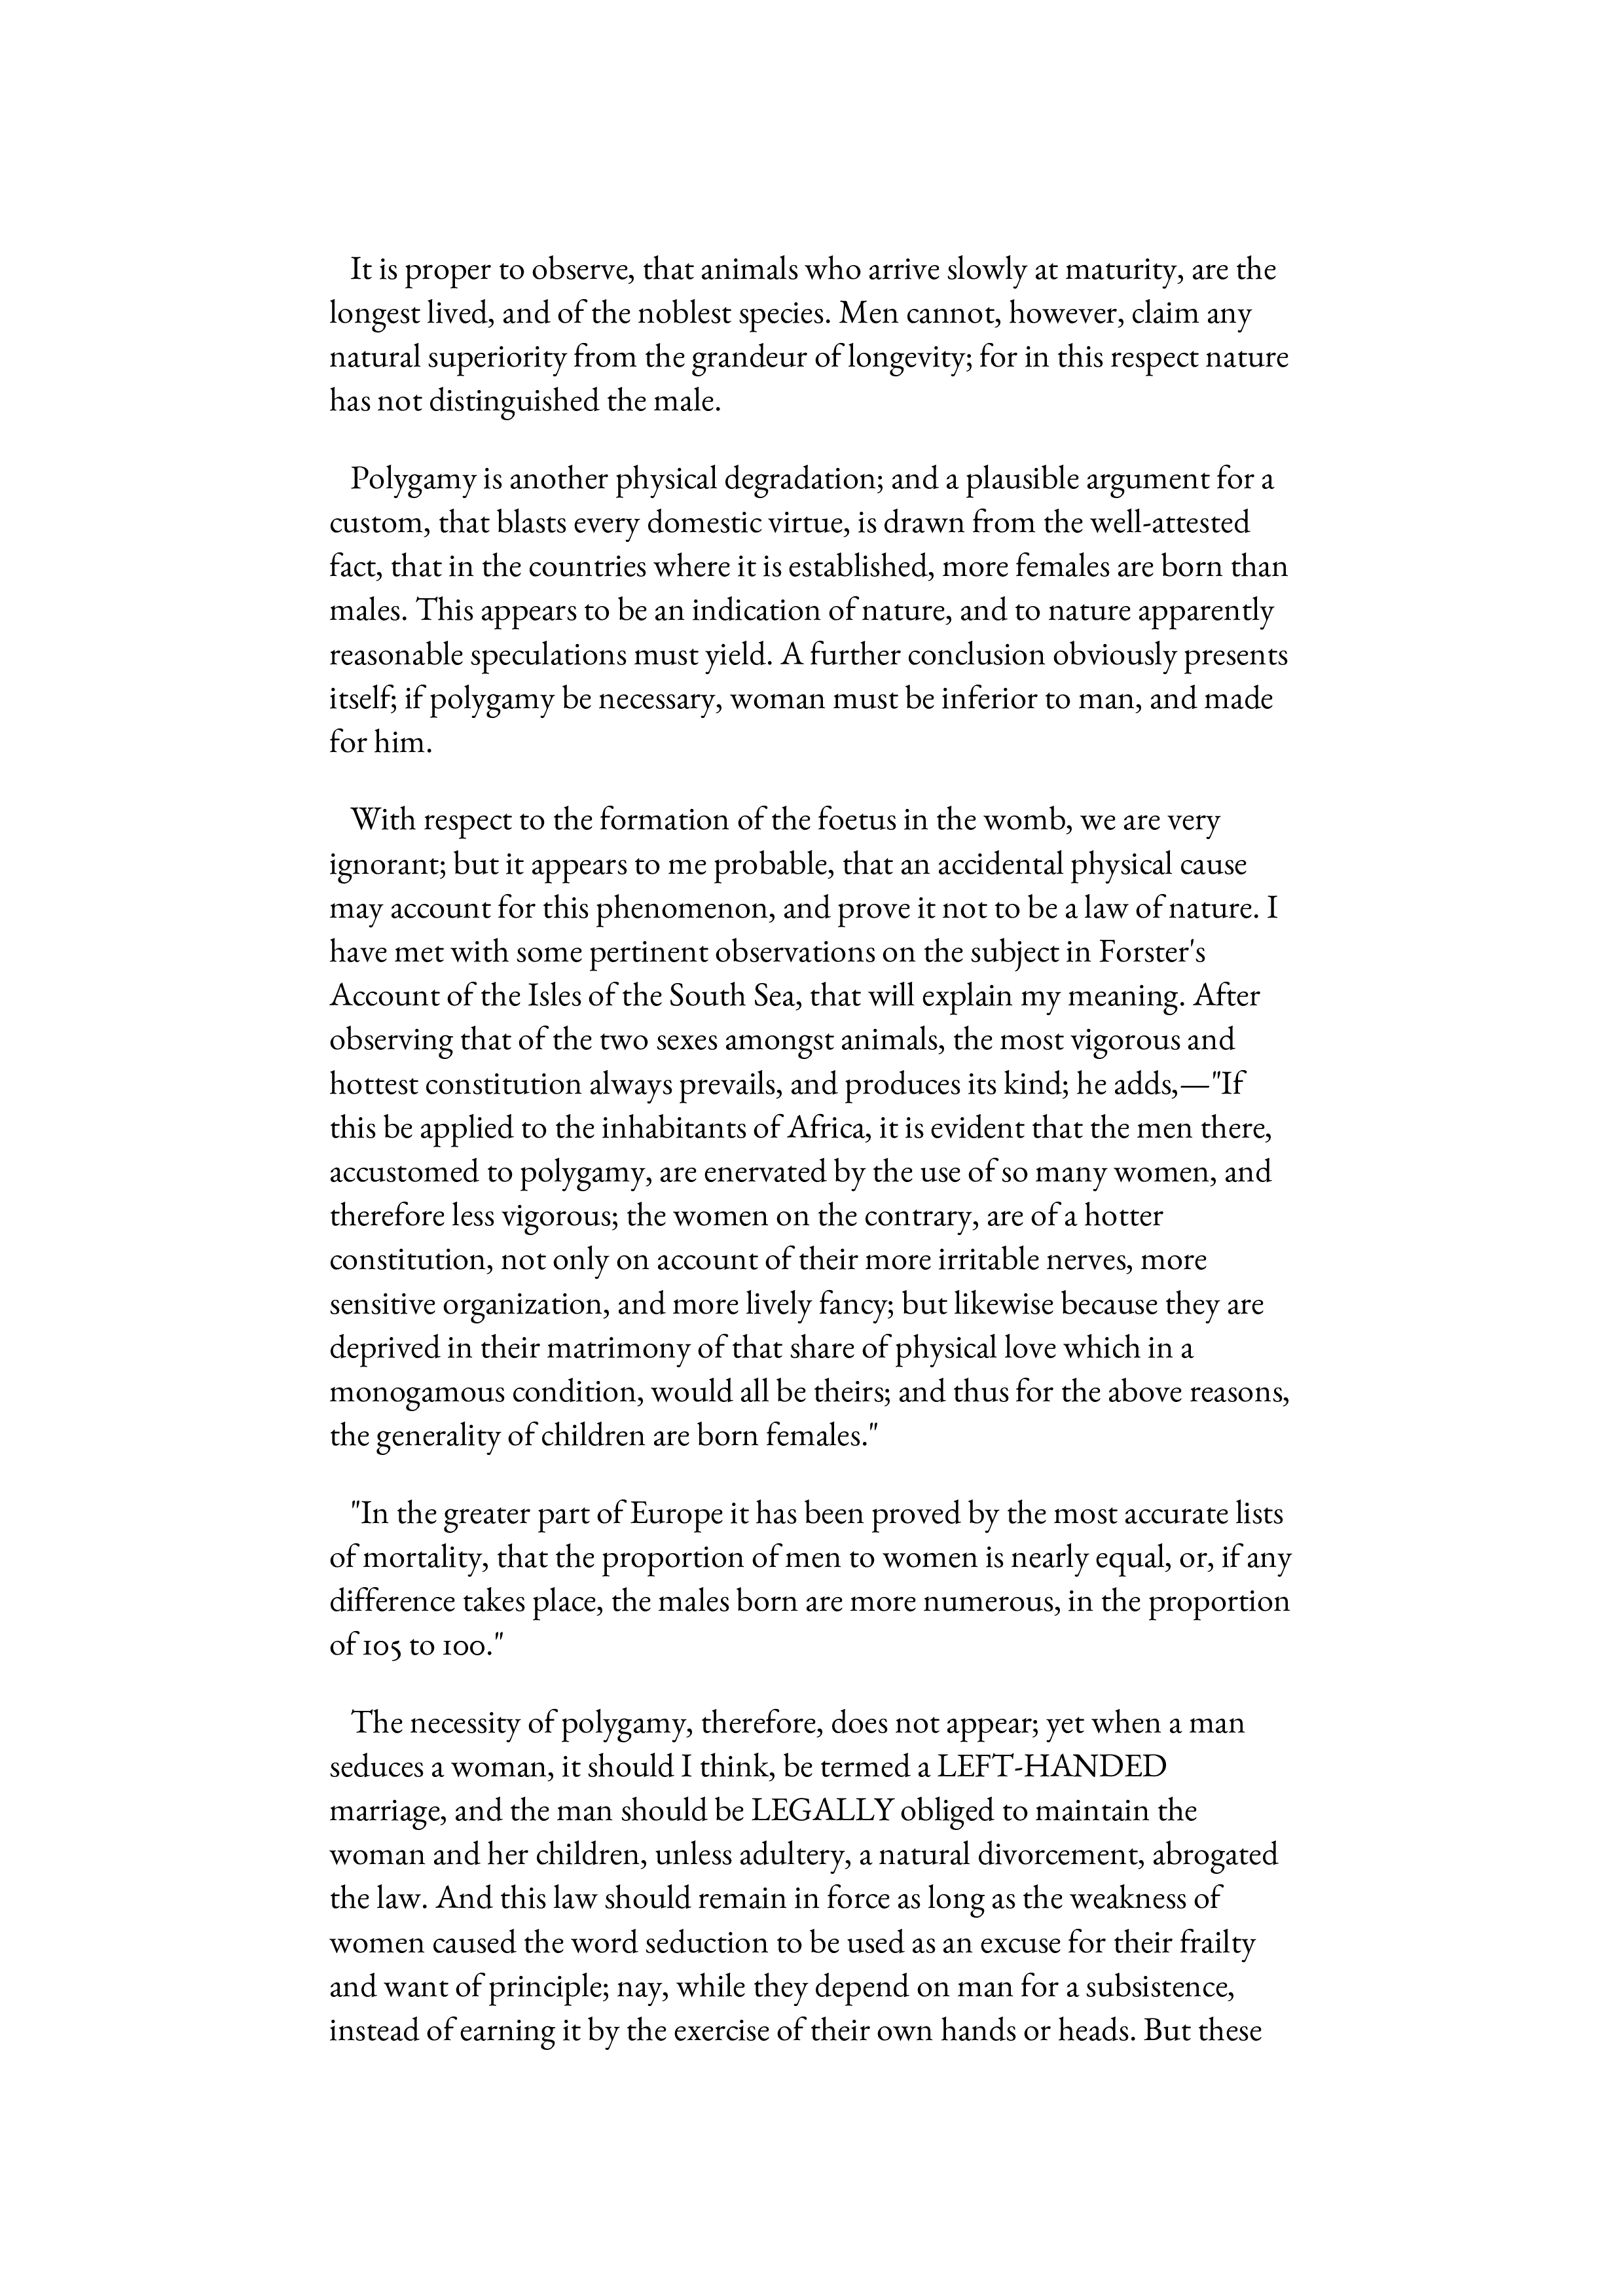 It is proper to observe, that animals who arrive slowly at maturity, are the
longest lived, and of the noblest species. Men cannot, however, claim any
natural superiority from the grandeur of longevity; for in this respect nature
has not distinguished the male.
Polygamy is another physical degradation; and a plausible argument for a
custom, that blasts every domestic virtue, is drawn from the well-attested
fact, that in the countries where it is established, more females are born than
males. This appears to be an indication of nature, and to nature apparently
reasonable speculations must yield. A further conclusion obviously presents
itself; if polygamy be necessary, woman must be inferior to man, and made
for him.
With respect to the formation of the foetus in the womb, we are very
ignorant; but it appears to me probable, that an accidental physical cause
may account for this phenomenon, and prove it not to be a law of nature. I
have met with some pertinent observations on the subject in Forster's
Account of the Isles of the South Sea, that will explain my meaning. After
observing that of the two sexes amongst animals, the most vigorous and
hottest constitution always prevails, and produces its kind; he adds,—"If
this be applied to the inhabitants of Africa, it is evident that the men there,
accustomed to polygamy, are enervated by the use of so many women, and
therefore less vigorous; the women on the contrary, are of a hotter
constitution, not only on account of their more irritable nerves, more
sensitive organization, and more lively fancy; but likewise because they are
deprived in their matrimony of that share of physical love which in a
monogamous condition, would all be theirs; and thus for the above reasons,
the generality of children are born females."
"In the greater part of Europe it has been proved by the most accurate lists
of mortality, that the proportion of men to women is nearly equal, or, if any
difference takes place, the males born are more numerous, in the proportion
of 105 to 100."
The necessity of polygamy, therefore, does not appear; yet when a man
seduces a woman, it should I think, be termed a LEFT-HANDED
marriage, and the man should be LEGALLY obliged to maintain the
woman and her children, unless adultery, a natural divorcement, abrogated
the law. And this law should remain in force as long as the weakness of
women caused the word seduction to be used as an excuse for their frailty
and want of principle; nay, while they depend on man for a subsistence,
instead of earning it by the exercise of their own hands or heads. But these